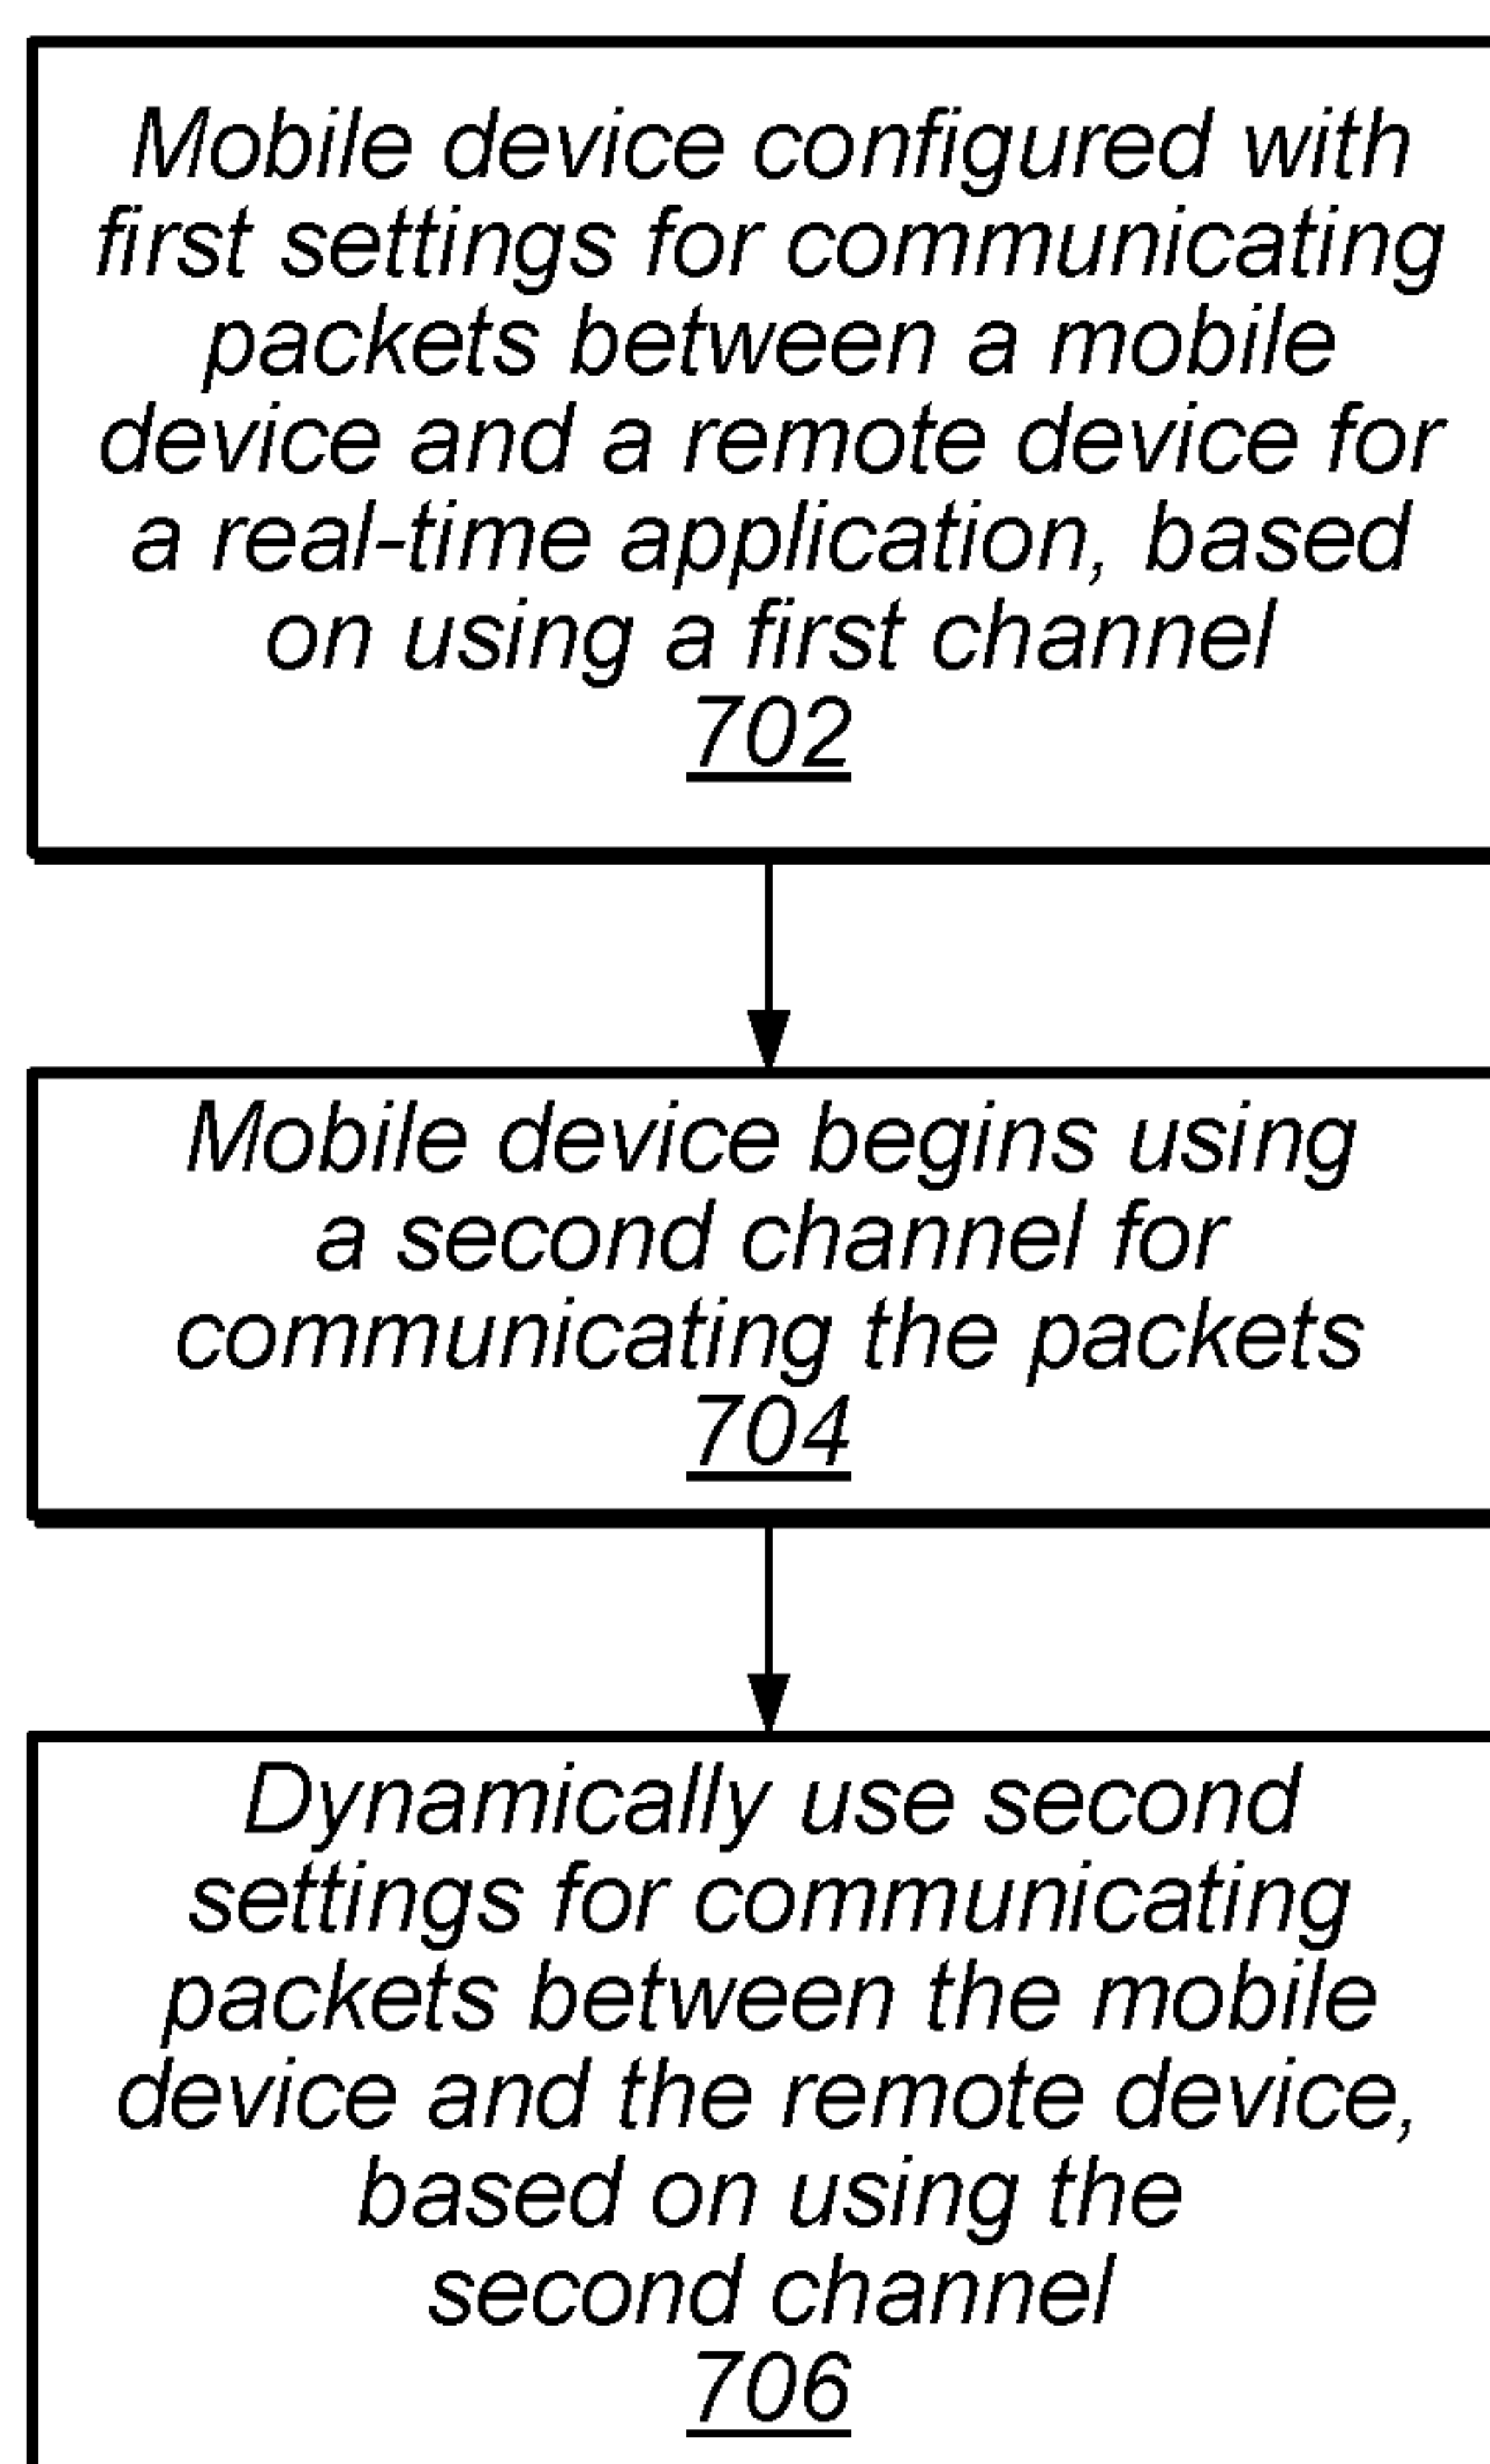 Mobile device configured with
first settings for communicating
packets between a mobile
device and a remote device for
a real-time application, based
on using a first channel
702
Mobile device begins using
a second channel for
communicating the packets
704
Dynamically use second
settings for communicating
packets between the mobile
device and the remote device,
based on using the
second channel
706